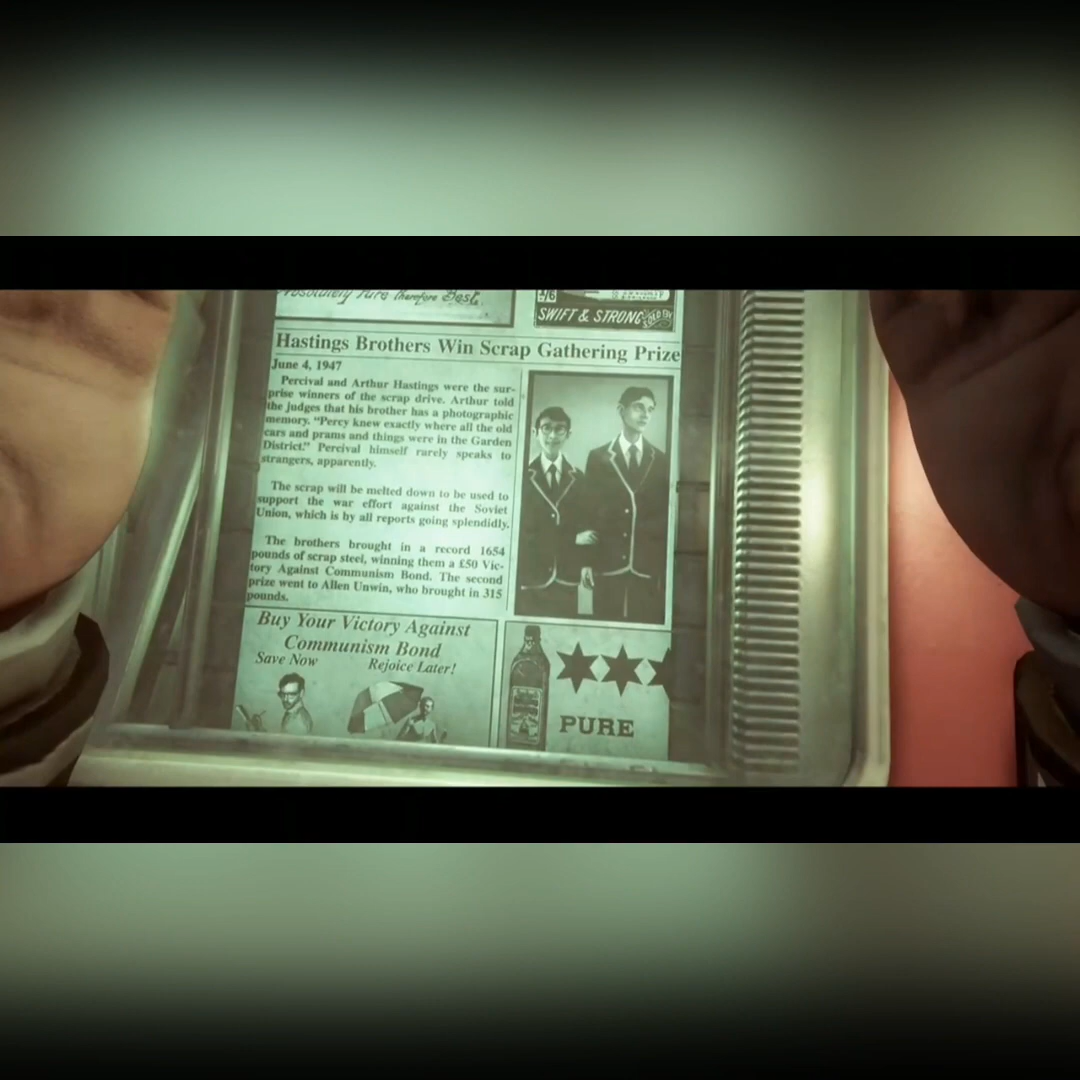 Absolutely Pure therefore Best.
SWIFT & STRONG
Hastings Brothers Win Scrap Gathering Prize
June 4, 1947
Percival and Arthur Hastings were the sur-
prise winners of the scrap drive. Arthur told
the judges that his brother has a photographic
memory. "Percy knew exactly where all the old
cars and prams and things were in the Garden
District." Percival himself rarely speaks to
strangers, apparently.
The scrap will be melted down to be used to
support the war effort against the Soviet
Union, which is by all reports going splendidly.
The brothers brought in a record 1654
pounds of scrap steel, winning them a £50 Vic-
tory Against Communism Bond. The second
prize went to Allen Unwin, who brought in 315
pounds.
Buy Your Victory Against
Communism Bond
Save Now
Rejoice Later!
PURE